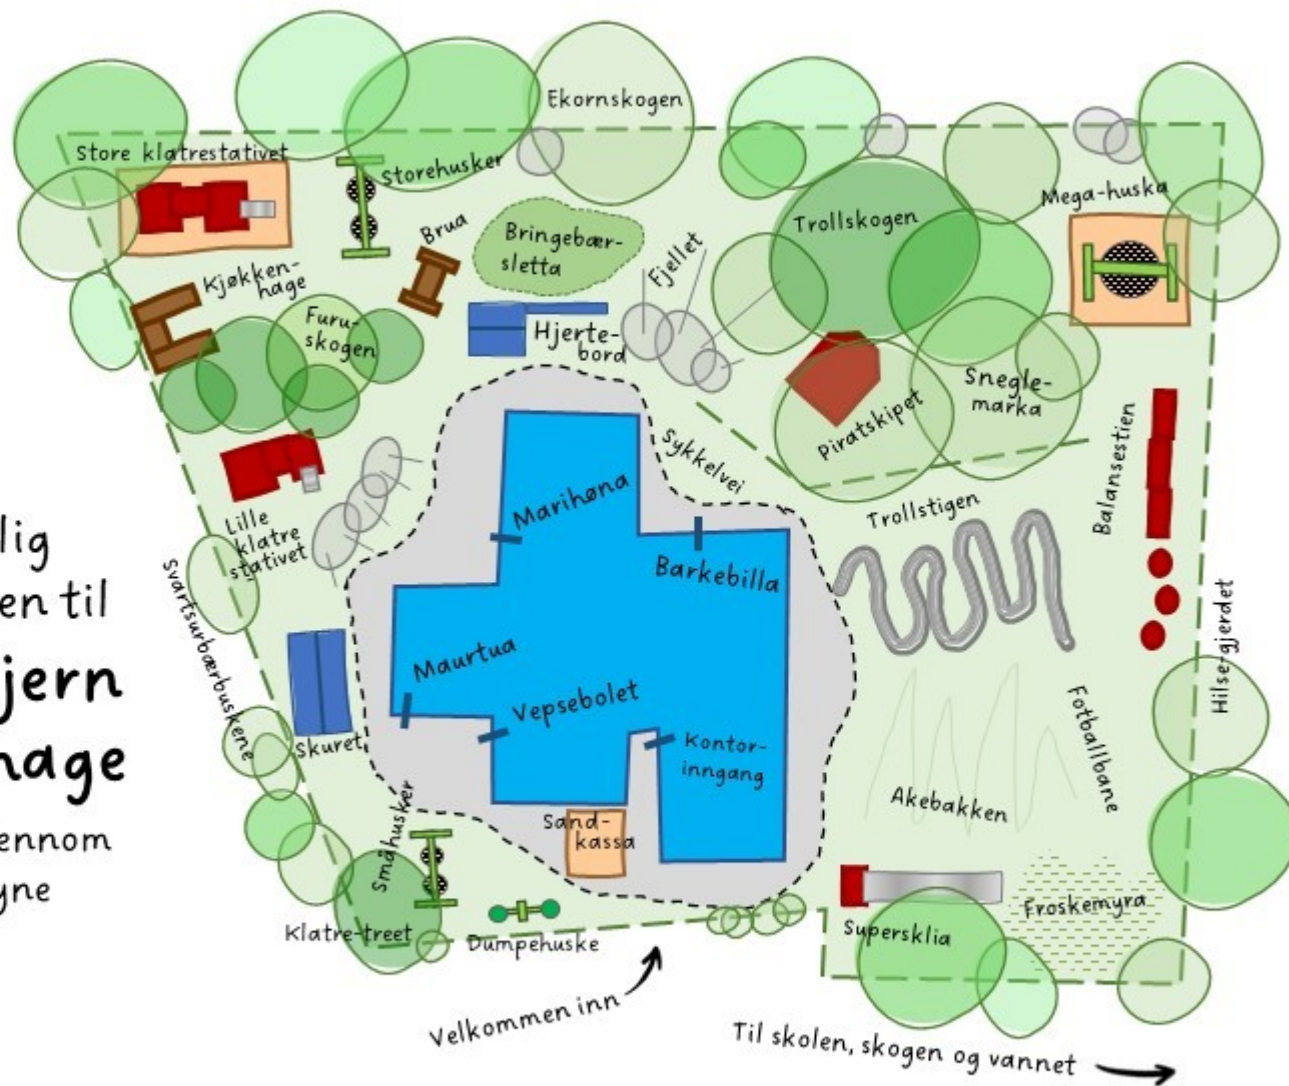 Ekornskogen
Store klatrestativet
Storehusker
Mega-huska
Brua
Bringebær-
sletta
Trollskogen
Fjellet
Kjøkken-
hage
Furu-
skogen
Hjerte-
bord
Snegle-
marka
Piratskipet
Sykkelvei
Balansestien
Trollstigen
Marihøna
Lille
klatre
stativet
lig
en til
jern
hage
ennom
yne
Barkebilla
Svartsurbærbuskene
Hilse-gjerdet
Maurtua
Vepsebolet
Skuret
Kontor-
inngang
Fotballbane
Akebakken
Småhusker
Sand-
kassa
Froskemyra
Supersklia
Klatre-treet
Dumpehuske
Velkommen inn
Til skolen, skogen og vannet